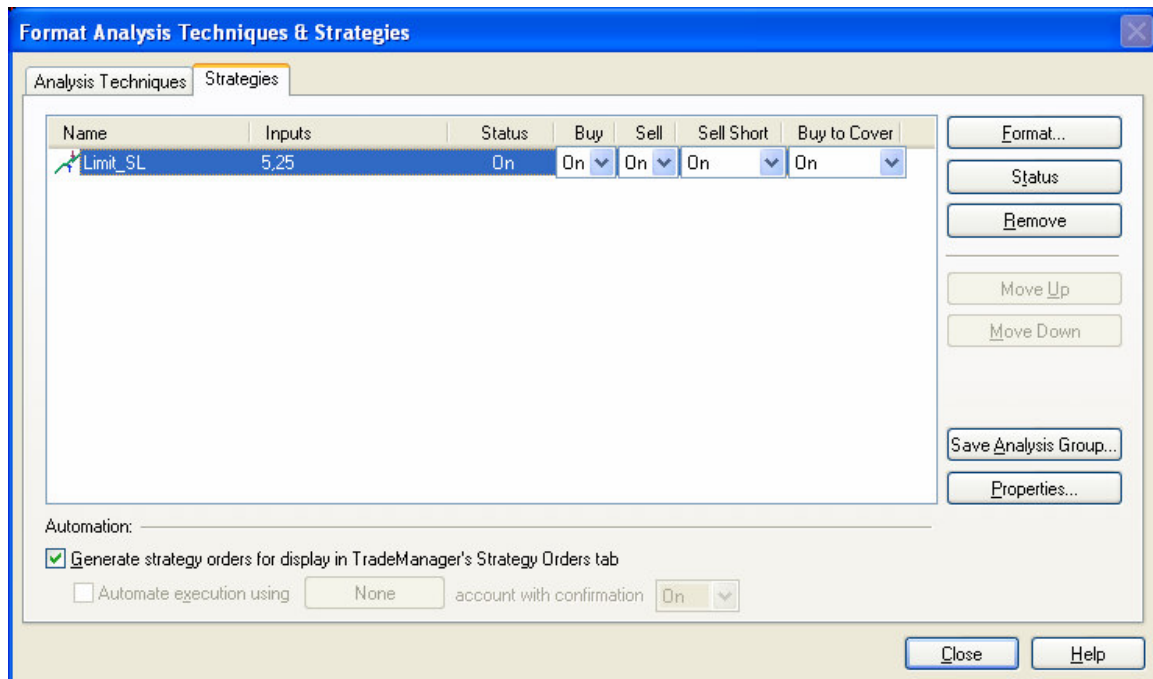 Format Analysis Techniques & Strategies
Analysis Techniques Strategies
Name Inputs Status Buy Sell Sell Short Buy to Cover Format...
Limit_SL 5,25 On On On On On
Status
Remove
Move Up
Move Down
Save Analysis Group...
Properties...
Automation:
Generate strategy orders for display in TradeManager's Strategy Orders tab
Automate execution using None account with confirmation On
Close Help